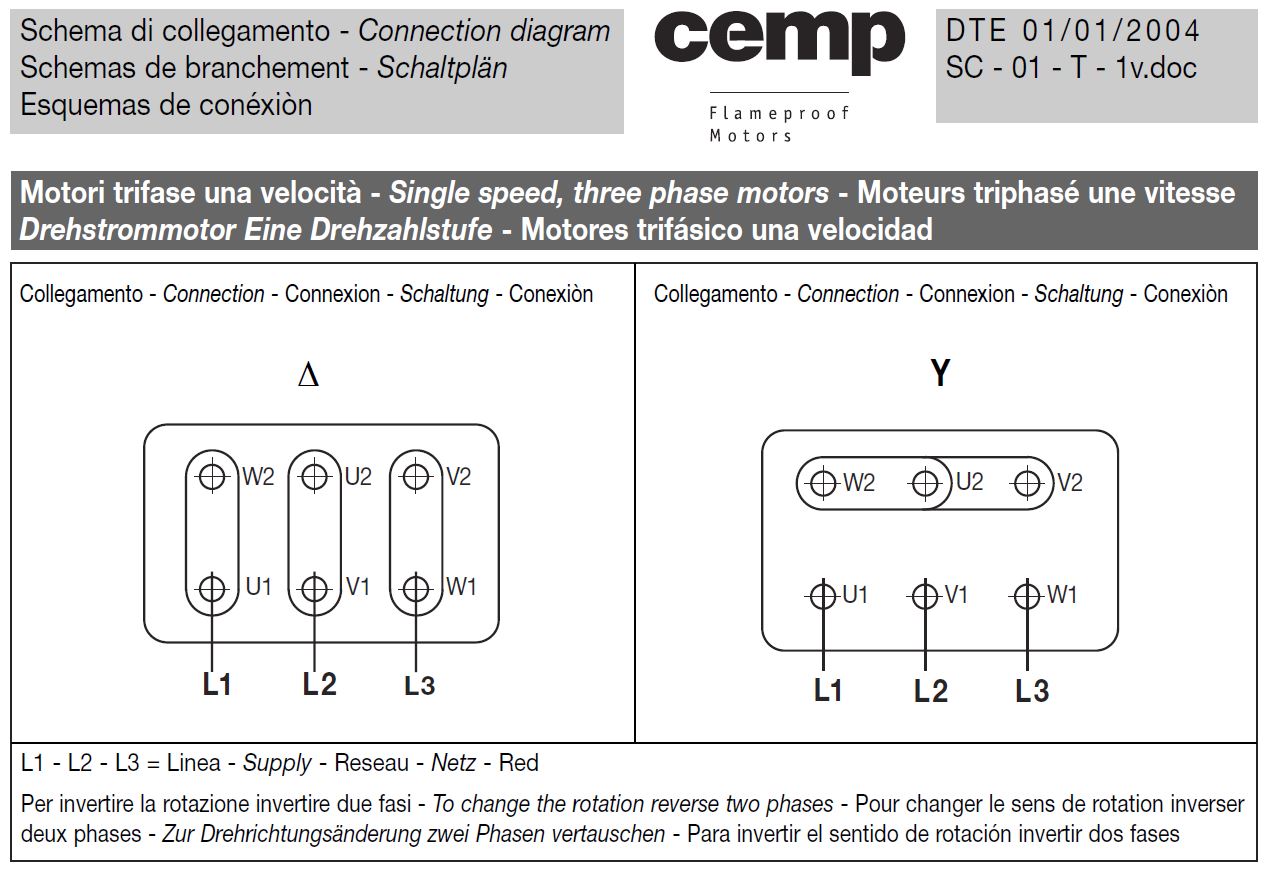 Schema di collegamento - Connection diagram
Schemas de branchement - Schaltplän
Esquemas de conéxiòn
cemp
Flameproof
Motors
DTE 01/01/2004
SC - 01 - T - 1v.doc
Motori trifase una velocità - Single speed, three phase motors - Moteurs triphasé une vitesse
Drehstrommotor Eine Drehzahlstufe - Motores trifásico una velocidad
Collegamento - Connection - Connexion - Schaltung - Conexiòn
Δ
W2 U2 V2
U1 V1 W1
L1 L2 L3
Collegamento - Connection - Connexion - Schaltung - Conexiòn
Y
W2 U2 V2
U1 V1 W1
L1 L2 L3
L1 - L2 - L3 = Linea - Supply - Reseau - Netz - Red
Per invertire la rotazione invertire due fasi - To change the rotation reverse two phases - Pour changer le sens de rotation inverser
deux phases - Zur Drehrichtungsänderung zwei Phasen vertauschen - Para invertir el sentido de rotación invertir dos fases